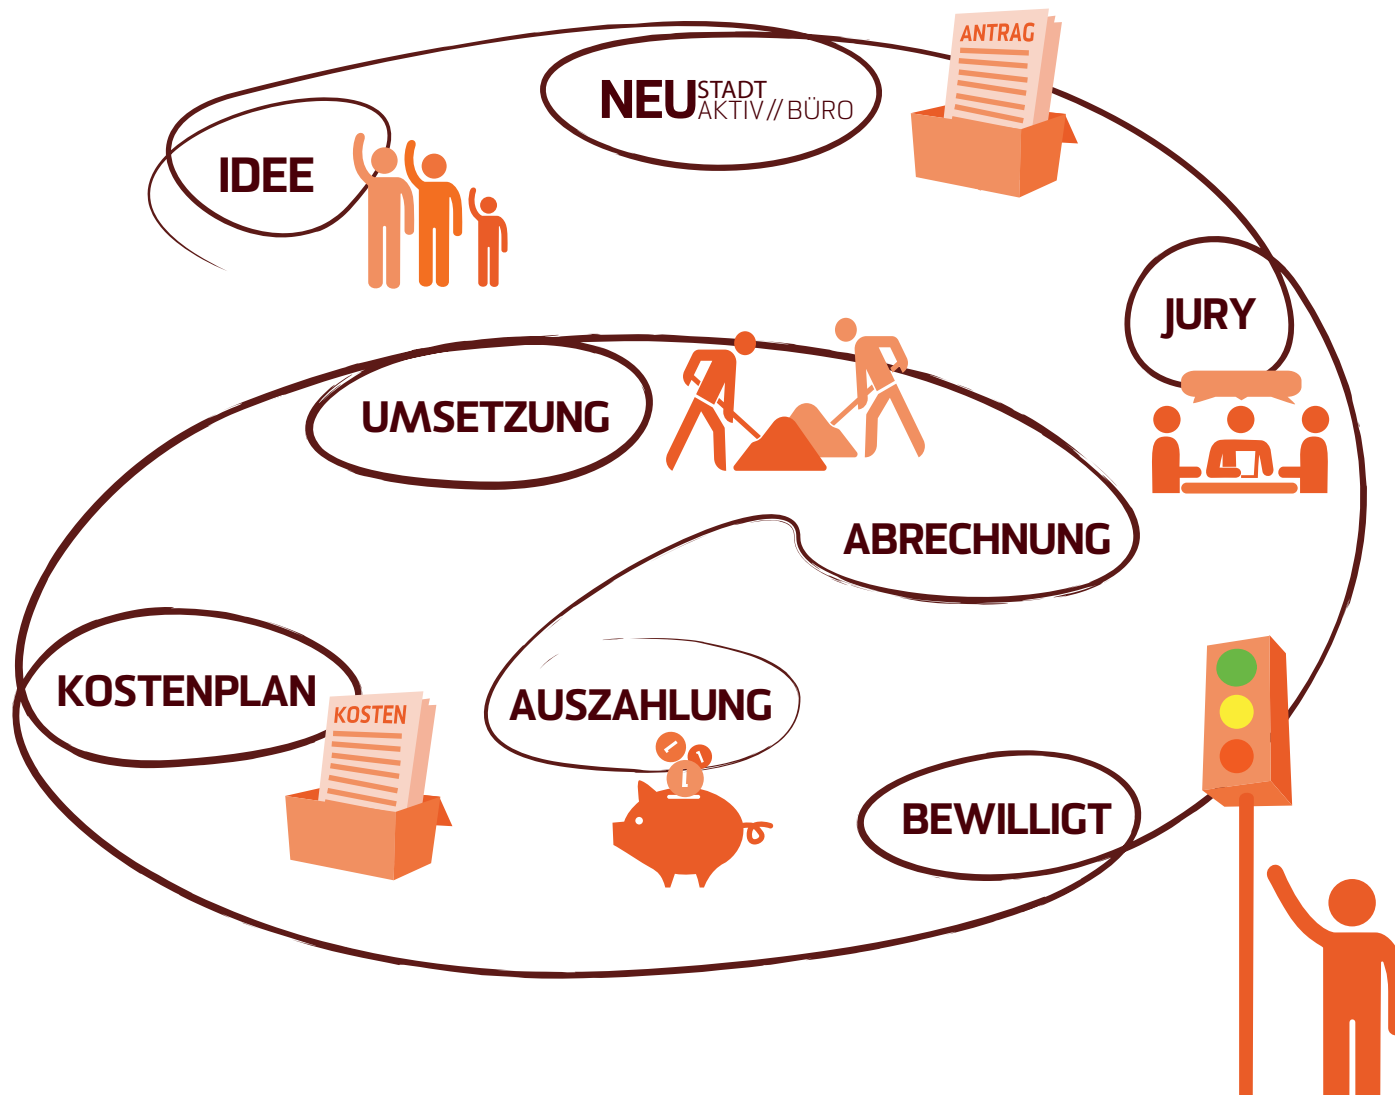 IDEE
NEUSTADT
AKTIV//BÜRO
ANTRAG
JURY
BEWILLIGT
KOSTENPLAN
KOSTEN
UMSETZUNG
ABRECHNUNG
AUSZAHLUNG